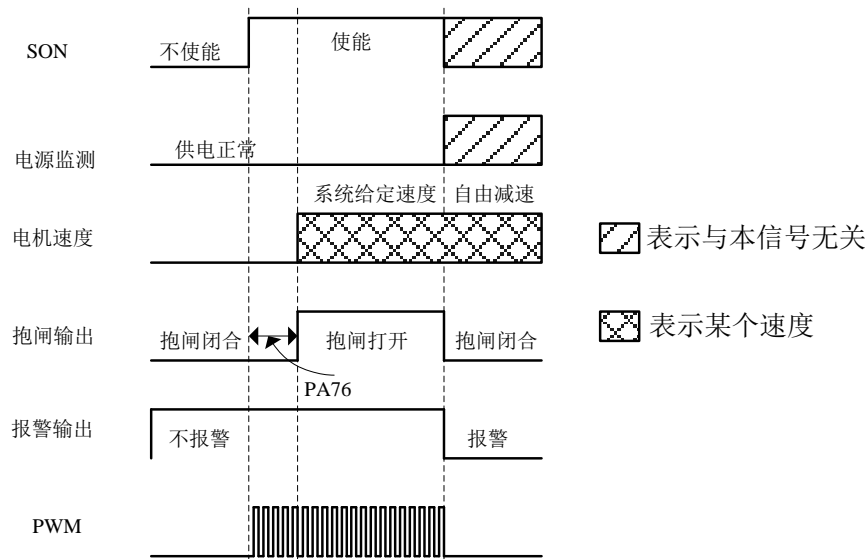 SON
不使能
使能
电源监测
供电正常
系统给定速度
自由减速
电机速度
表示与本信号无关
抱闸输出
抱闸闭合
抱闸打开
抱闸闭合
表示某个速度
PA76
报警输出
不报警
报警
PWM